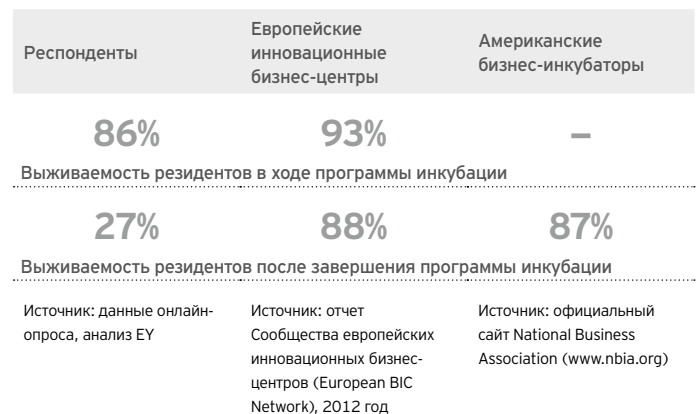 Респонденты
Европейские
инновационные
бизнес-центры
Американские
бизнес-инкубаторы
86% 93% –
Выживаемость резидентов в ходе программы инкубации
27% 88% 87%
Выживаемость резидентов после завершения программы инкубации
Источник: данные онлайн-
опроса, анализ EY
Источник: отчет
Сообщества европейских
инновационных бизнес-
центров (European BIC
Network), 2012 год
Источник: официальный
сайт National Business
Association (www.nbia.org)